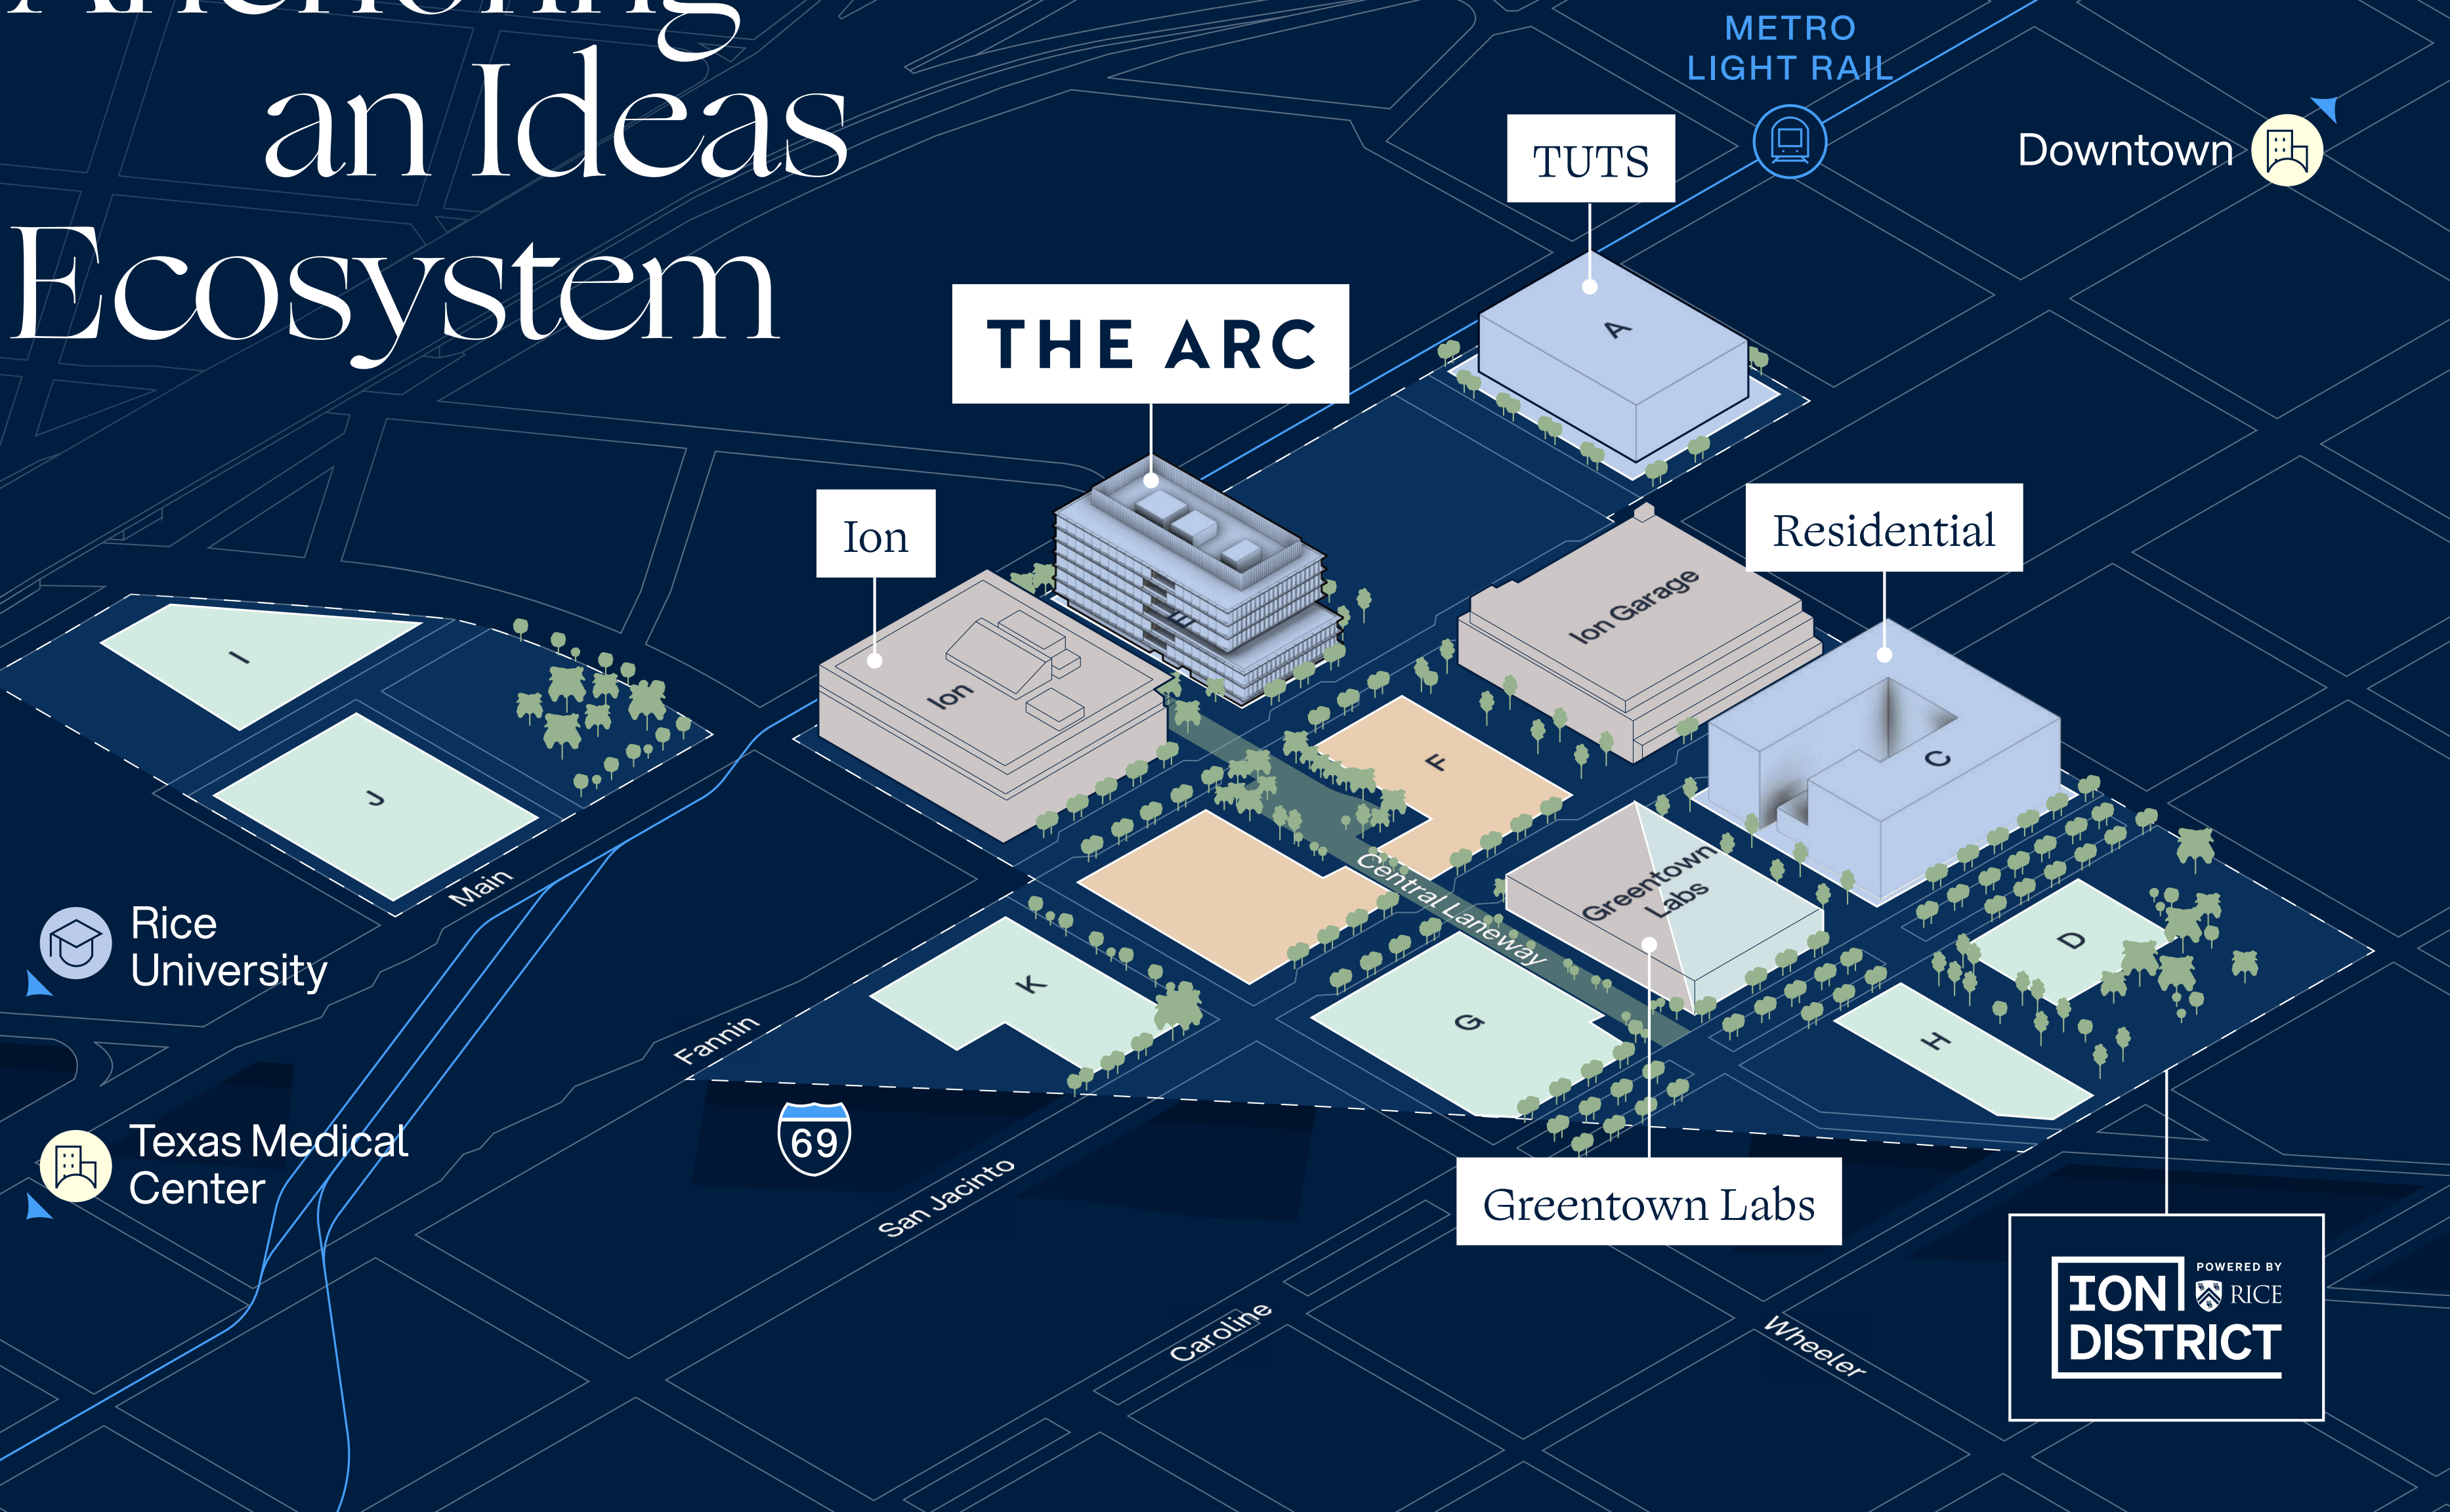 Anchoring
an Ideas
Ecosystem
METRO
LIGHT RAIL
Downtown
TUTS
A
THE ARC
Ion
Residential
E
Ion Garage
Ion
C
I
J
F
Greentown
Labs
Central Laneway
Main
Rice
University
K
D
G
H
Fannin
69
Texas Medical
Center
San Jacinto
Greentown Labs
Caroline
Wheeler
ION
DISTRICT
POWERED BY
RICE